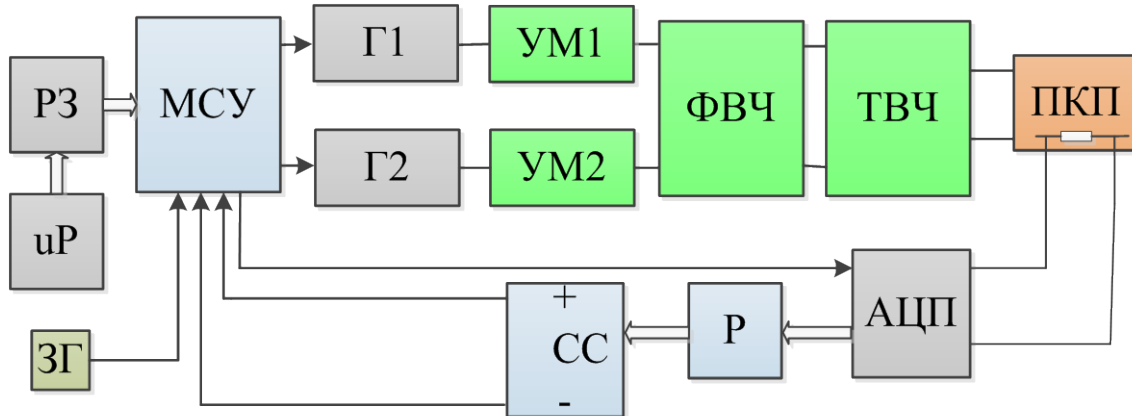 Г1
УМ1
РЗ
МСУ
ФВЧ
ТВЧ
ПКП
Г2
УМ2
uP
ЗГ
+
СС
-
Р
АЦП